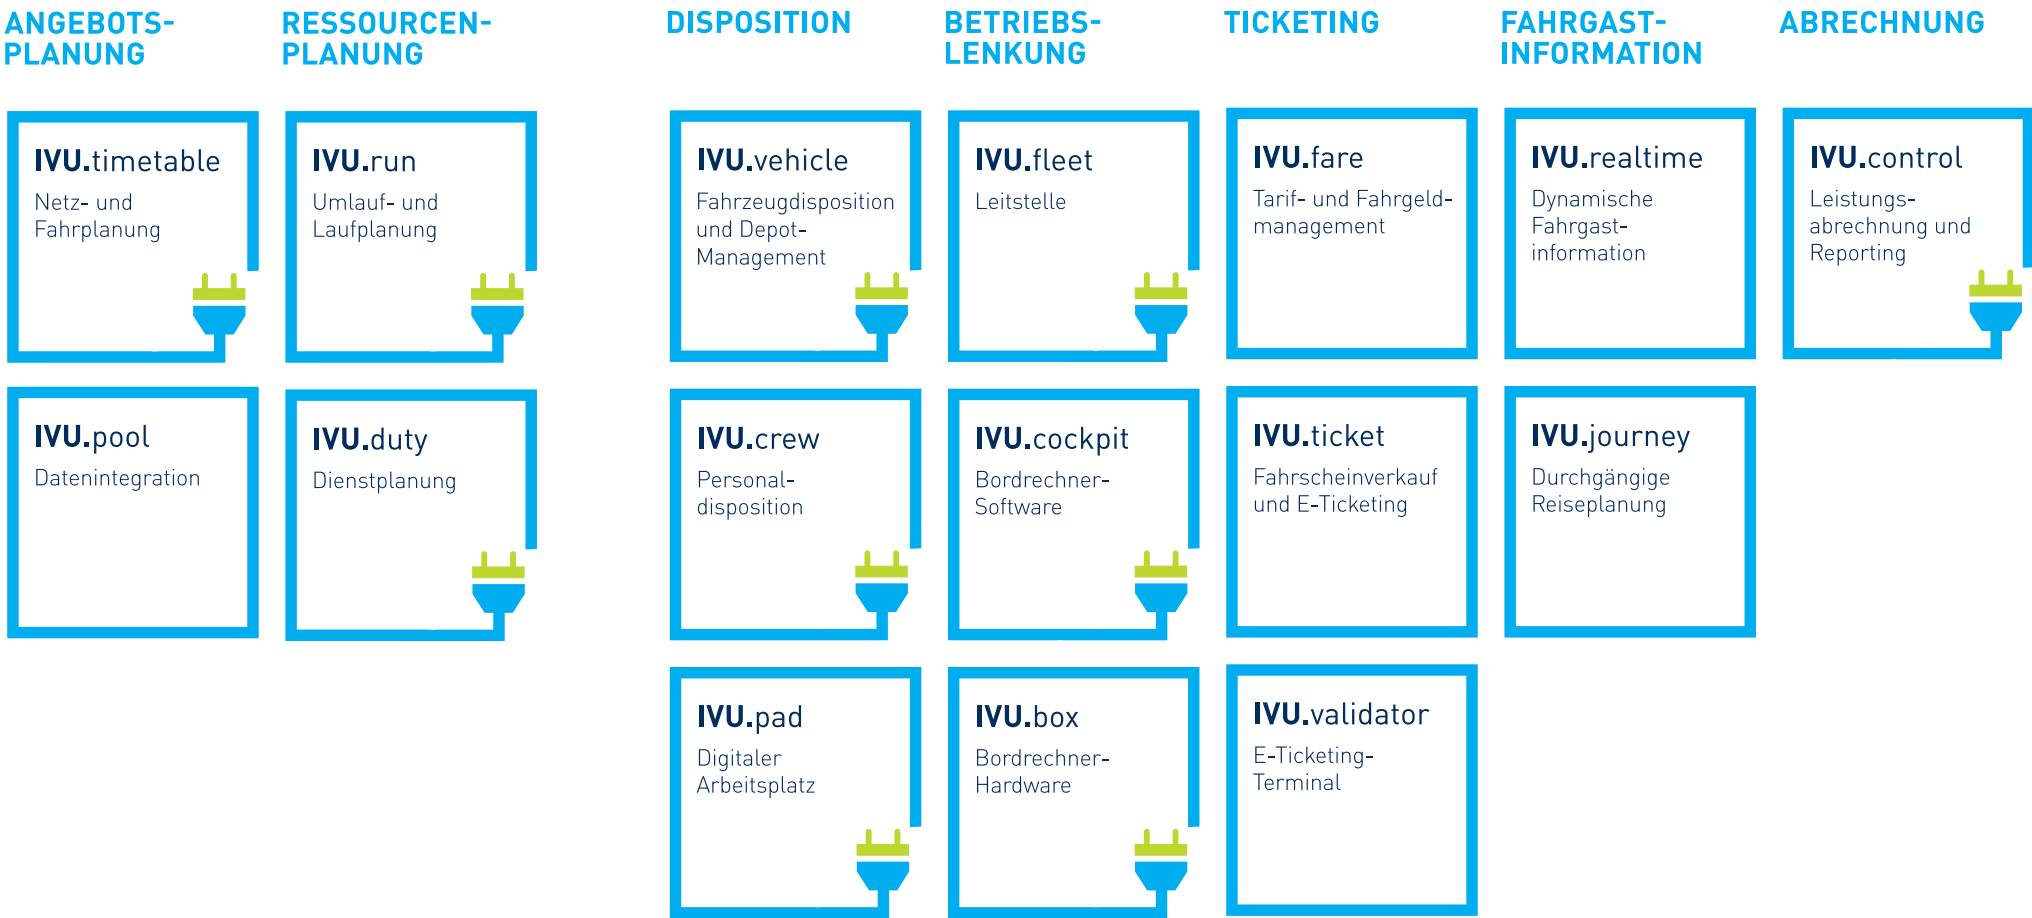 ANGEBOTS-
PLANUNG
RESSOURCEN-
PLANUNG
DISPOSITION
BETRIEBS-
LENKUNG
TICKETING
FAHRGAST-
INFORMATION
ABRECHNUNG
IVU.timetable
Netz- und
Fahrplanung
IVU.run
Umlauf- und
Laufplanung
IVU.vehicle
Fahrzeugdisposition
und Depot-
Management
IVU.fleet
Leitstelle
IVU.fare
Tarif- und Fahrgeld-
management
IVU.realtime
Dynamische
Fahrgast-
information
IVU.control
Leistungs-
abrechnung und
Reporting
IVU.pool
Datenintegration
IVU.duty
Dienstplanung
IVU.crew
Personal-
disposition
IVU.cockpit
Bordrechner-
Software
IVU.ticket
Fahrscheinverkauf
und E-Ticketing
IVU.journey
Durchgängige
Reiseplanung
IVU.pad
Digitaler
Arbeitsplatz
IVU.box
Bordrechner-
Hardware
IVU.validator
E-Ticketing-
Terminal